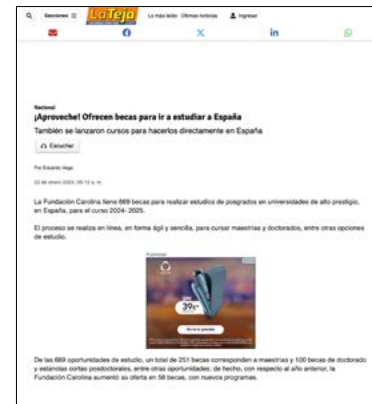 Secciones
La Teja
Lo más leído
Últimas noticias
Ingresar
Nacional
¡Aproveche! Ofrecen becas para ir a estudiar a España
También se lanzaron cursos para hacerlos directamente en España
Escuchar
Por Eduardo Vega
La Fundación Carolina tiene 669 becas para realizar estudios de posgrados en universidades de alto prestigio,
en España, para el curso 2024- 2025.
El proceso se realiza en línea, en forma ágil y sencilla, para cursar maestrías y doctorados, entre otras opciones
de estudio.
39€
De las 669 oportunidades de estudio, un total de 251 becas corresponden a maestrías y 100 becas de doctorado
y estancias cortas posdoctorales, entre otras oportunidades; de hecho, con respecto al año anterior, la
Fundación Carolina aumentó su oferta en 56 becas, con nuevos programas.